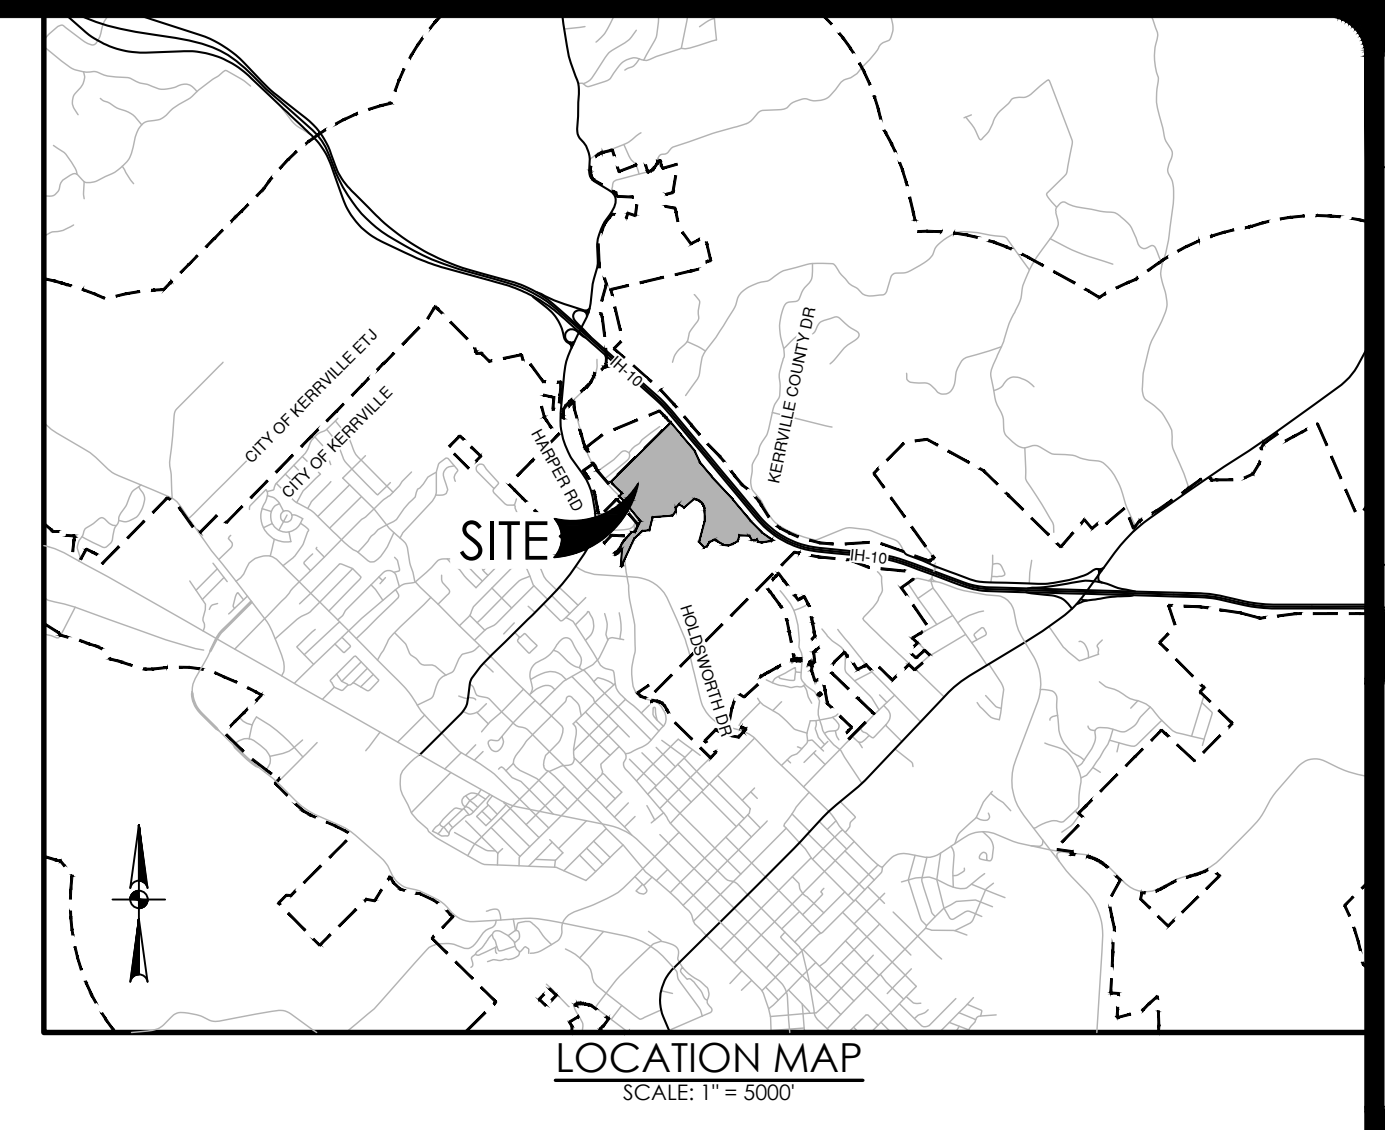 KERRVILLE COUNTY DR
CITY OF KERRVILLE ETJ
CITY OF KERRVILLE
IH-10
HARPER RD
SITE
IH-10
HOLDSWORTH DR
LOCATION MAP
SCALE: 1" = 5000'